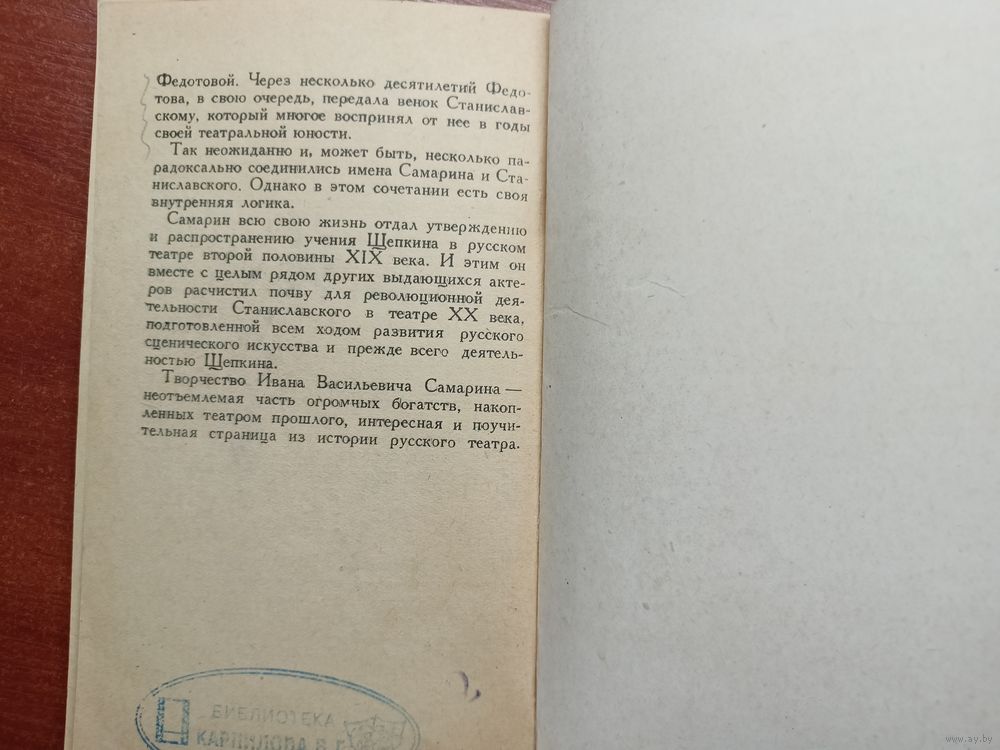 Федотовой. Через несколько десятилетий Федо-
това, в свою очередь, передала венок Станислав-
скому, который многое воспринял от нее в годы
своей театральной юности.
Так неожиданно и, может быть, несколько па-
радоксально соединились имена Самарина и Ста-
ниславского. Однако в этом сочетании есть своя
внутренняя логика.
Самарин всю свою жизнь отдал утверждению
и распространению учения Щепкина в русском
театре второй половины XIX века. И этим он
вместе с целым рядом других выдающихся акте-
ров расчистил почву для революционной дея-
тельности Станиславского в театре XX века,
подготовленной всем ходом развития русского
сценического искусства и прежде всего деятель-
ностью Щепкина.
Творчество Ивана Васильевича Самарина —
неотъемлемая часть огромных богатств, накоп-
ленных театром прошлого, интересная и поучи-
тельная страница из истории русского театра.
БИБЛИОТЕКА
КАРПИЛОВА
www.ay.by